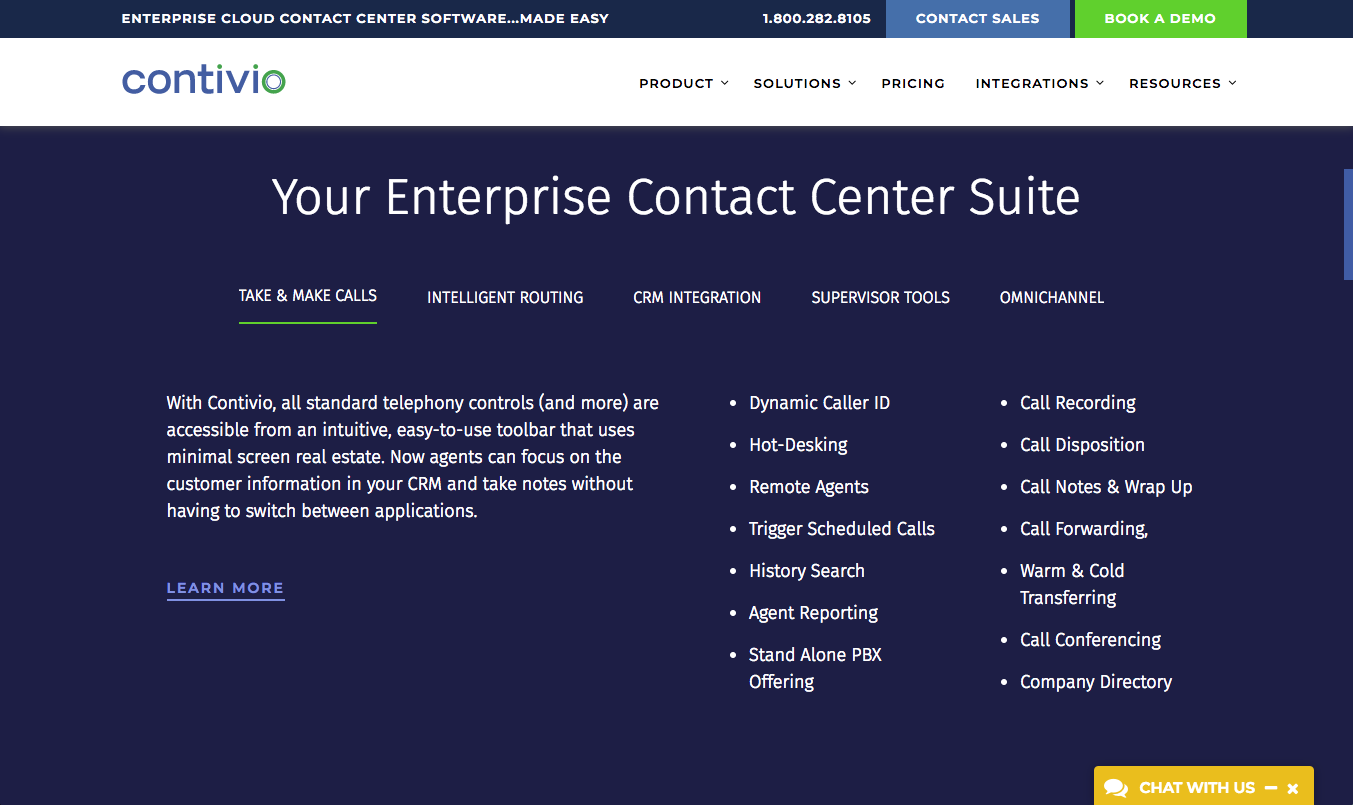 ENTERPRISE CLOUD CONTACT CENTER SOFTWARE...MADE EASY
1.800.282.8105
CONTACT SALES
BOOK A DEMO
contivio
PRODUCT
SOLUTIONS
PRICING
INTEGRATIONS
RESOURCES
Your Enterprise Contact Center Suite
TAKE & MAKE CALLS
INTELLIGENT ROUTING
CRM INTEGRATION
SUPERVISOR TOOLS
OMNICHANNEL
With Contivio, all standard telephony controls (and more) are
accessible from an intuitive, easy-to-use toolbar that uses
minimal screen real estate. Now agents can focus on the
customer information in your CRM and take notes without
having to switch between applications.
LEARN MORE
• Dynamic Caller ID
• Hot-Desking
• Remote Agents
• Trigger Scheduled Calls
• History Search
• Agent Reporting
• Stand Alone PBX
Offering
• Call Recording
• Call Disposition
• Call Notes & Wrap Up
• Call Forwarding,
• Warm & Cold
Transferring
• Call Conferencing
• Company Directory
CHAT WITH US